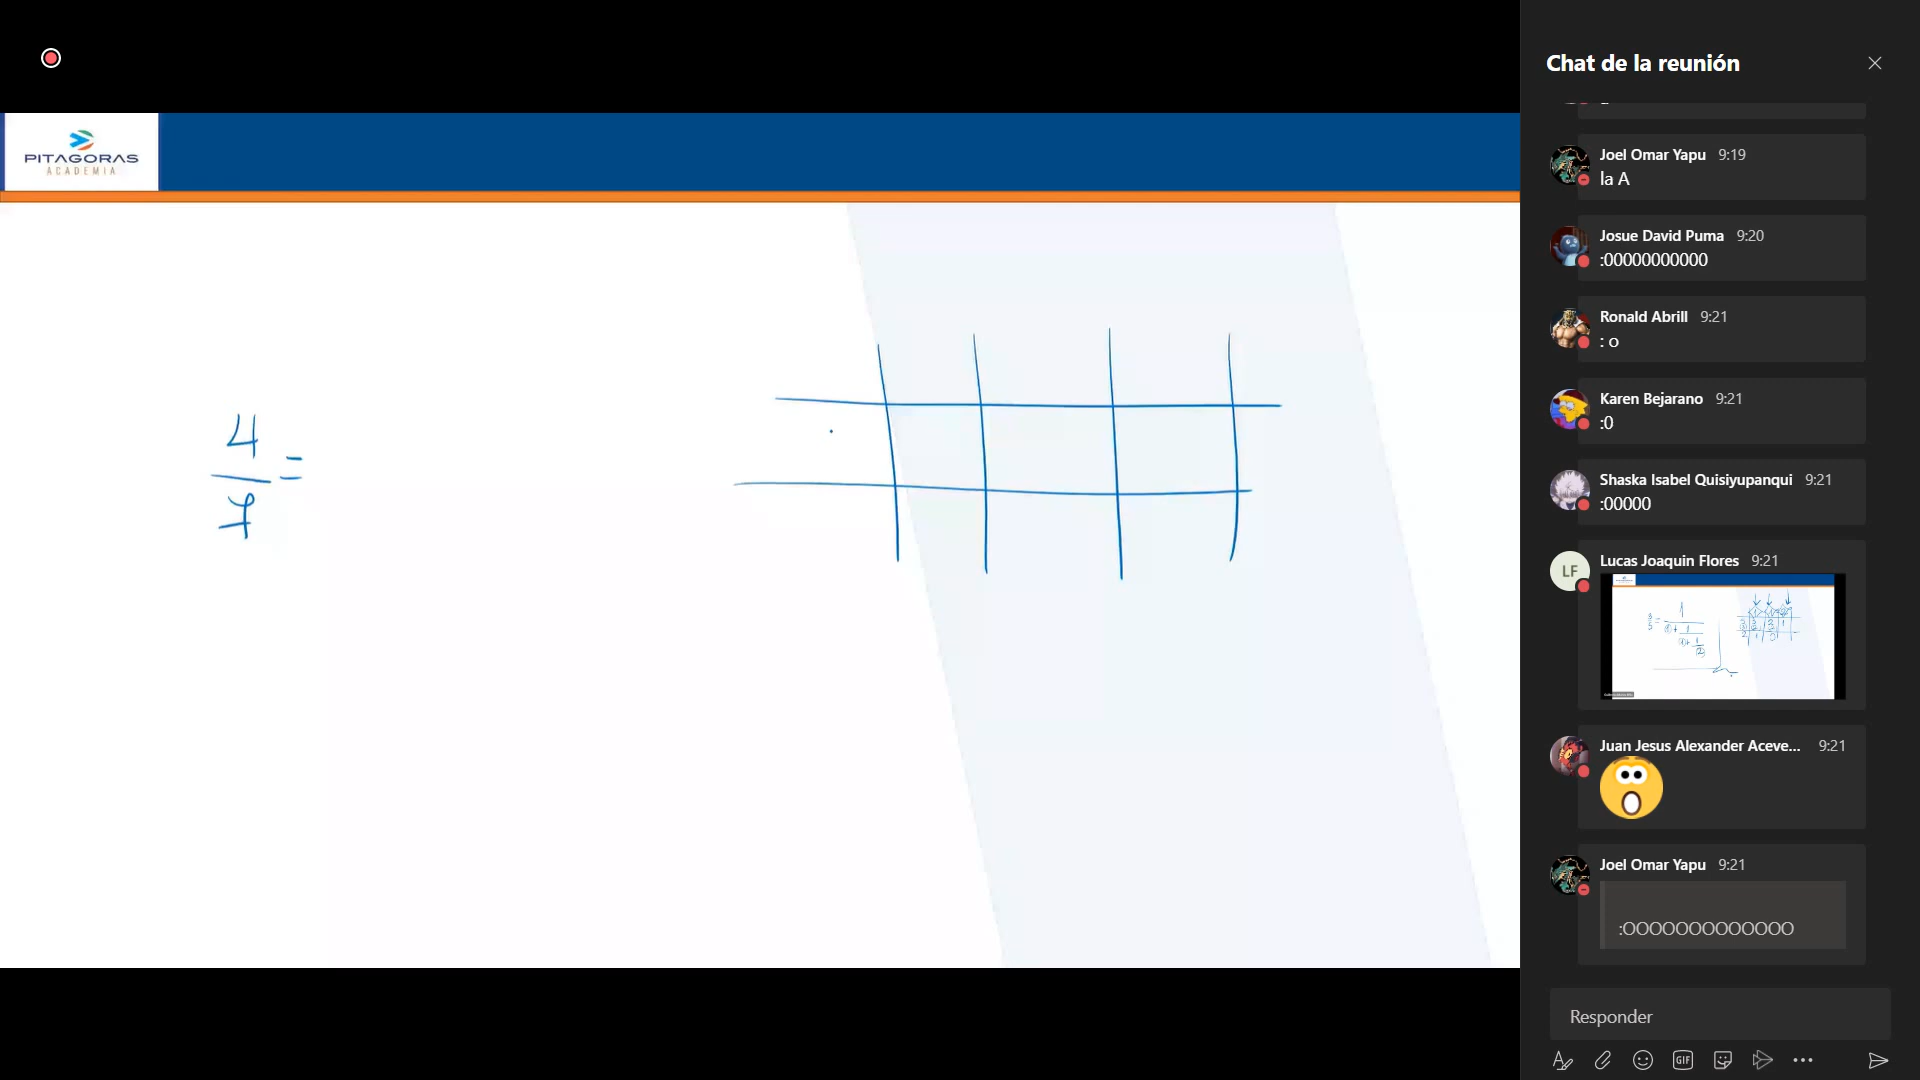 PITAGORAS
ACADEMIA
4
7
=
Chat de la reunión
Joel Omar Yapu 9:19
la A
Josue David Puma 9:20
:00000000000
Ronald Abrill 9:21
: o
Karen Bejarano 9:21
:0
Shaska Isabel Quisiyupanqui 9:21
:00000
LF
Lucas Joaquin Flores 9:21
Juan Jesus Alexander Aceve... 9:21
Joel Omar Yapu 9:21
:OOOOOOOOOOOOO
Responder
GIF